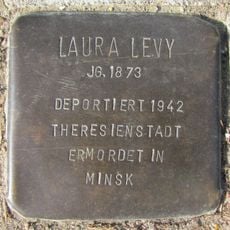 LAURA LEVY
JG. 1873
DEPORTIERT 1942
THERESIENSTADT
ERMORDET IN
MINSK